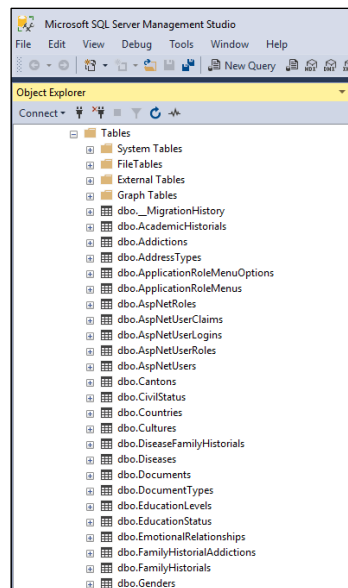 Microsoft SQL Server Management Studio
File Edit View Debug Tools Window Help
New Query
Object Explorer
Connect
Tables
System Tables
FileTables
External Tables
Graph Tables
dbo.__MigrationHistory
dbo.AcademicHistorials
dbo.Addictions
dbo.AddressTypes
dbo.ApplicationRoleMenuOptions
dbo.ApplicationRoleMenus
dbo.AspNetRoles
dbo.AspNetUserClaims
dbo.AspNetUserLogins
dbo.AspNetUserRoles
dbo.AspNetUsers
dbo.Cantons
dbo.CivilStatus
dbo.Countries
dbo.Cultures
dbo.DiseaseFamilyHistorials
dbo.Diseases
dbo.Documents
dbo.DocumentTypes
dbo.EducationLevels
dbo.EducationStatus
dbo.EmotionalRelationships
dbo.FamilyHistorialAddictions
dbo.FamilyHistorials
dbo.Genders